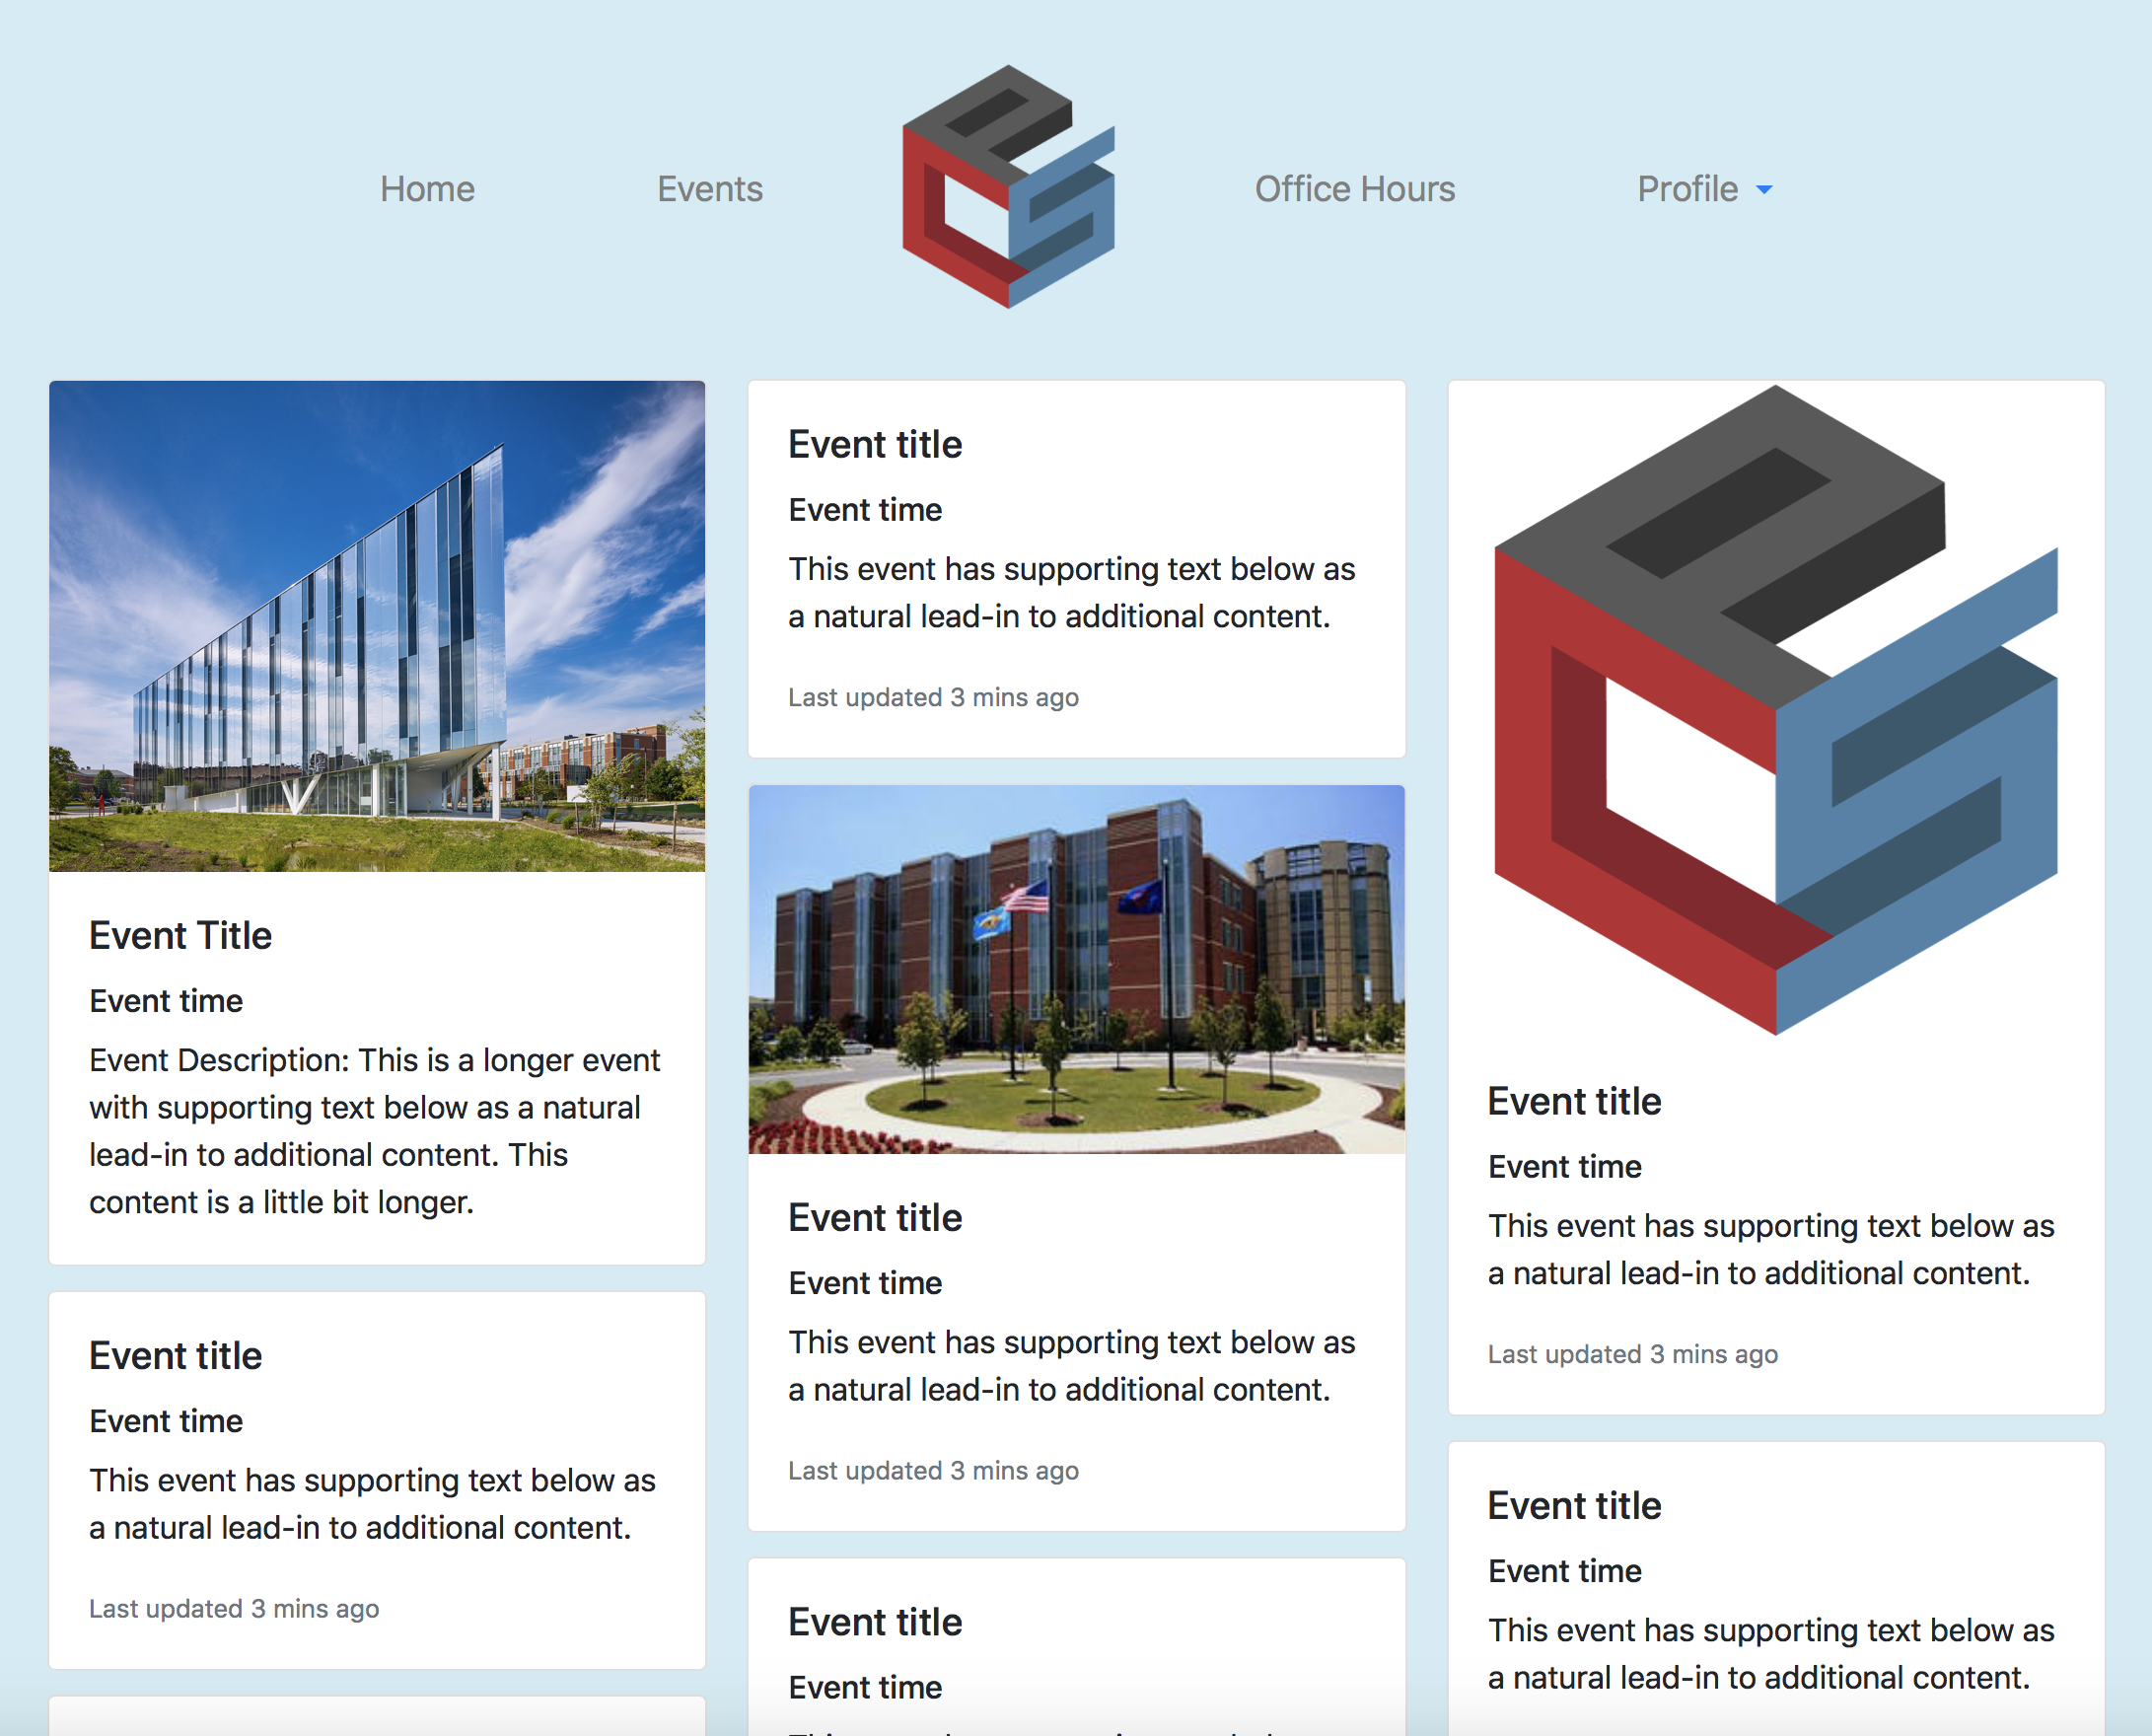 Home
Events
Office Hours
Profile
Event Title
Event time
Event Description: This is a longer event
with supporting text below as a natural
lead-in to additional content. This
content is a little bit longer.
Event title
Event time
This event has supporting text below as
a natural lead-in to additional content.
Last updated 3 mins ago
Event title
Event time
This event has supporting text below as
a natural lead-in to additional content.
Last updated 3 mins ago
Event title
Event time
This event has supporting text below as
a natural lead-in to additional content.
Last updated 3 mins ago
Event title
Event time
Event title
Event time
This event has supporting text below as
a natural lead-in to additional content.
Last updated 3 mins ago
Event title
Event time
This event has supporting text below as
a natural lead-in to additional content.